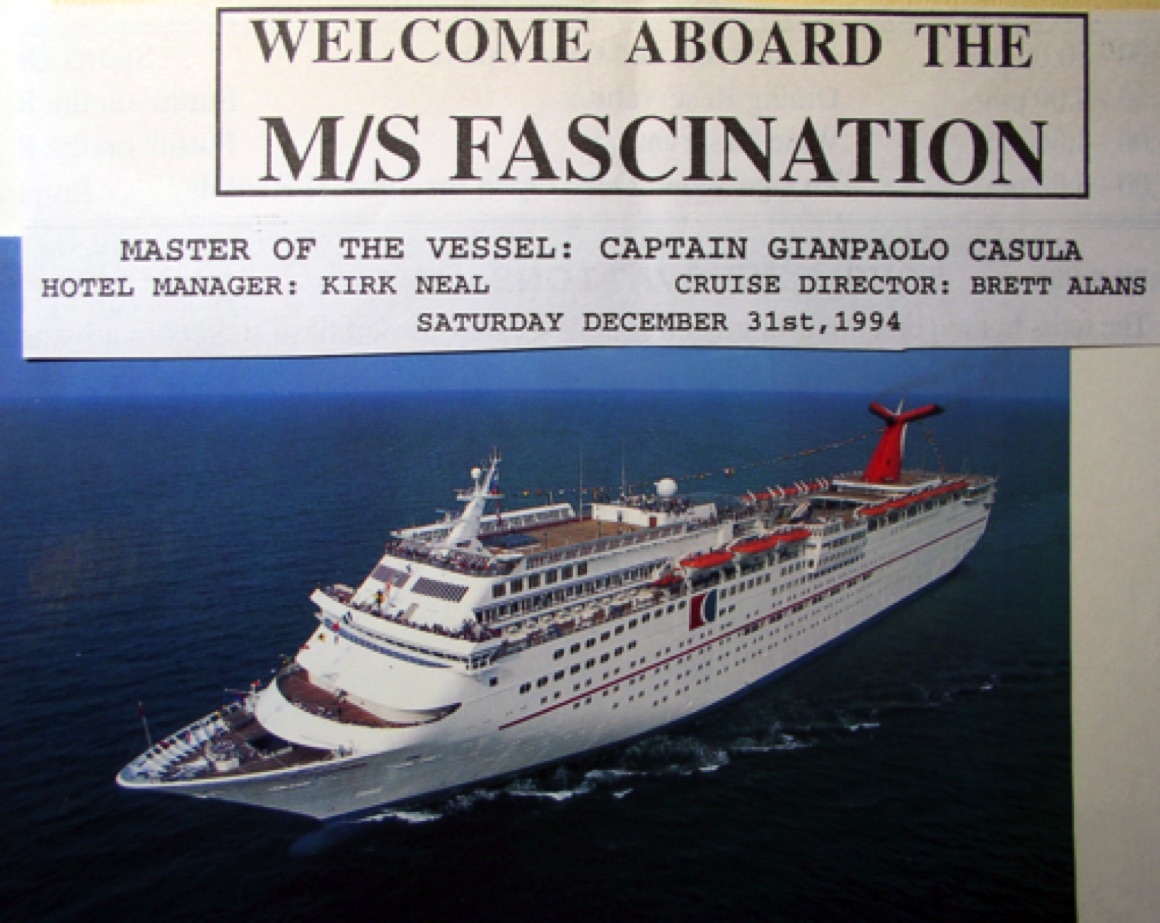 WELCOME ABOARD THE
M/S FASCINATION
MASTER OF THE VESSEL: CAPTAIN GIANPAOLO CASULA
HOTEL MANAGER: KIRK NEAL CRUISE DIRECTOR: BRETT ALANS
SATURDAY DECEMBER 31st,1994